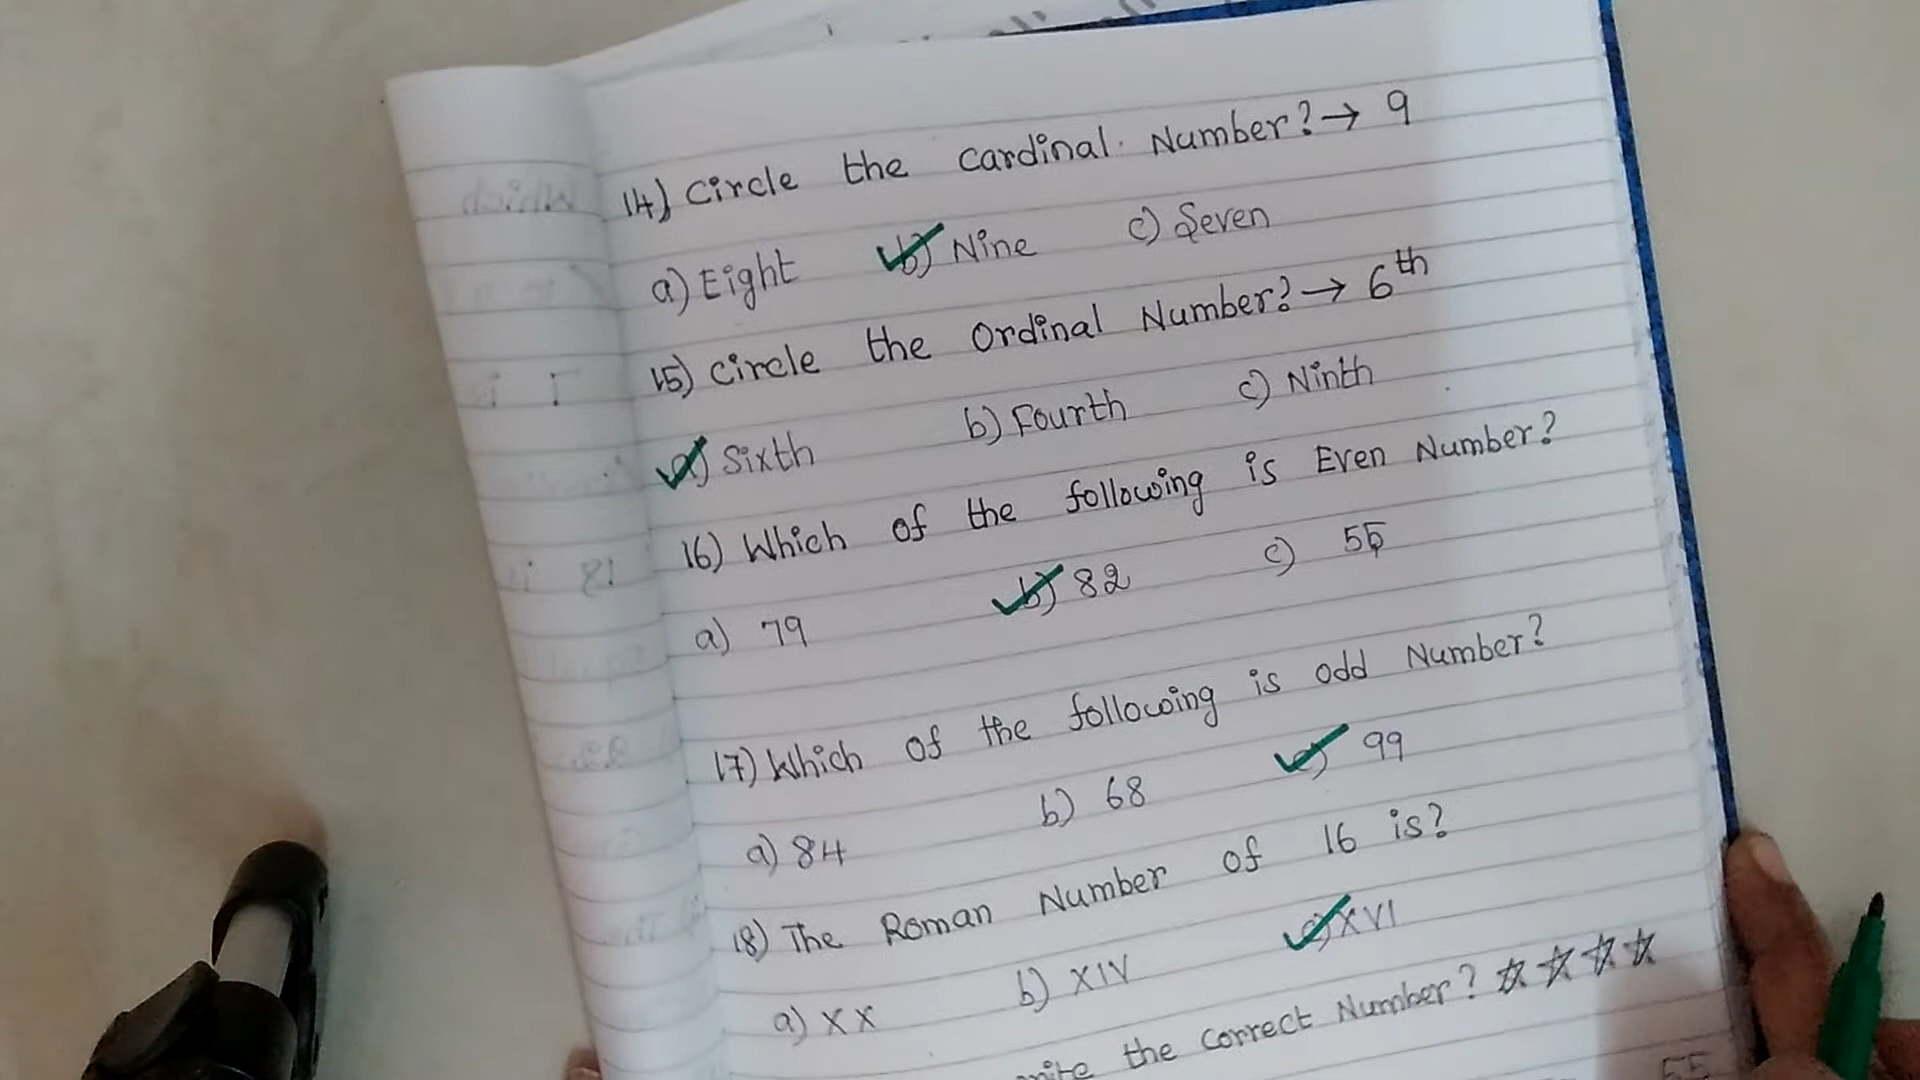 14) Circle the Cardinal Number? → 9
a) Eight b) Nine c) Seven
15) Circle the Ordinal Number? → 6th
a) Sixth b) Fourth c) Ninth
16) Which of the following is Even Number?
a) 79 b) 82 c) 55
17) Which of the following is odd Number?
a) 84 b) 68 c) 99
18) The Roman Number of 16 is?
a) XX b) XIV c) XVI
the Correct Number? ☆ ☆ ☆ ☆
55